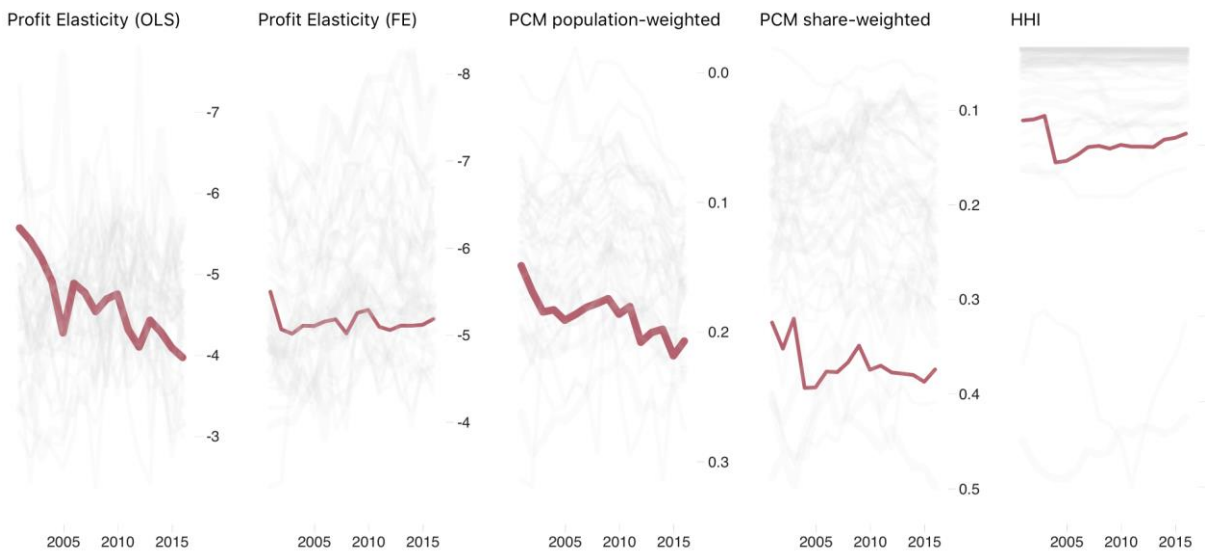 Profit Elasticity (OLS)
Profit Elasticity (FE)
PCM population-weighted
PCM share-weighted
HHI
-7
-6
-5
-4
-3
2005 2010 2015
-8
-7
-6
-5
-4
2005 2010 2015
0.0
0.1
0.2
0.3
2005 2010 2015
0.1
0.2
0.3
0.4
0.5
2005 2010 2015
2005 2010 2015